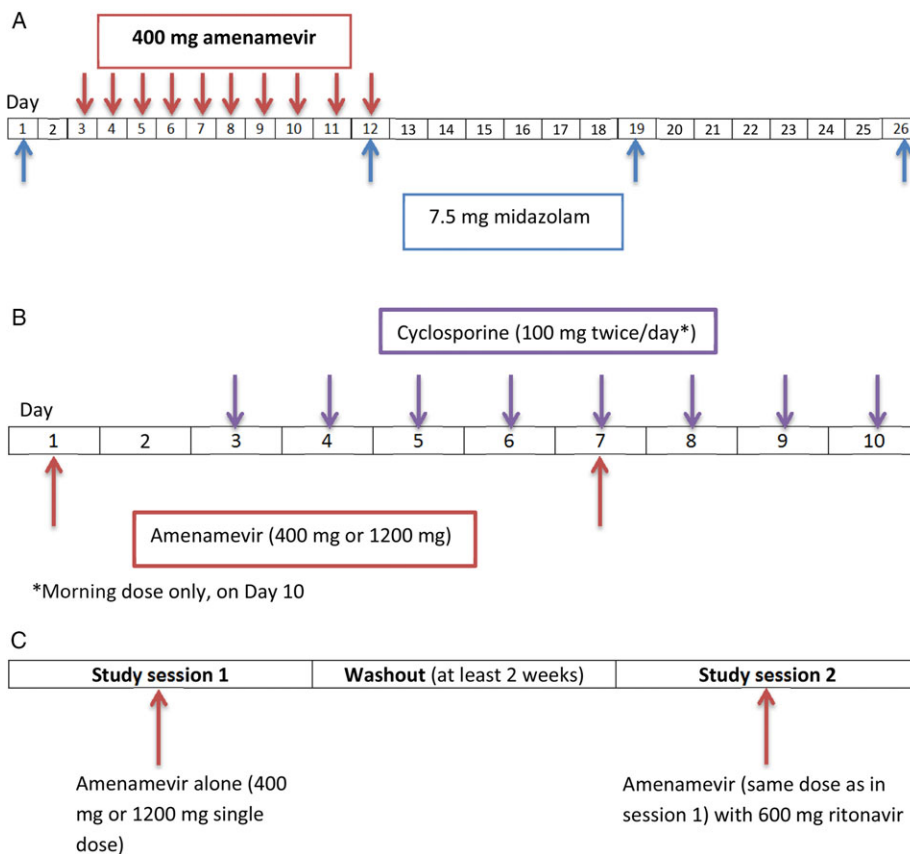 A
400 mg amenamevir
Day
1 2 3 4 5 6 7 8 9 10 11 12 13 14 15 16 17 18 19 20 21 22 23 24 25 26
7.5 mg midazolam
B
Cyclosporine (100 mg twice/day*)
Day
1 2 3 4 5 6 7 8 9 10
Amenamevir (400 mg or 1200 mg)
*Morning dose only, on Day 10
C
Study session 1 Washout (at least 2 weeks) Study session 2
Amenamevir alone (400
mg or 1200 mg single
dose)
Amenamevir (same dose as in
session 1) with 600 mg ritonavir